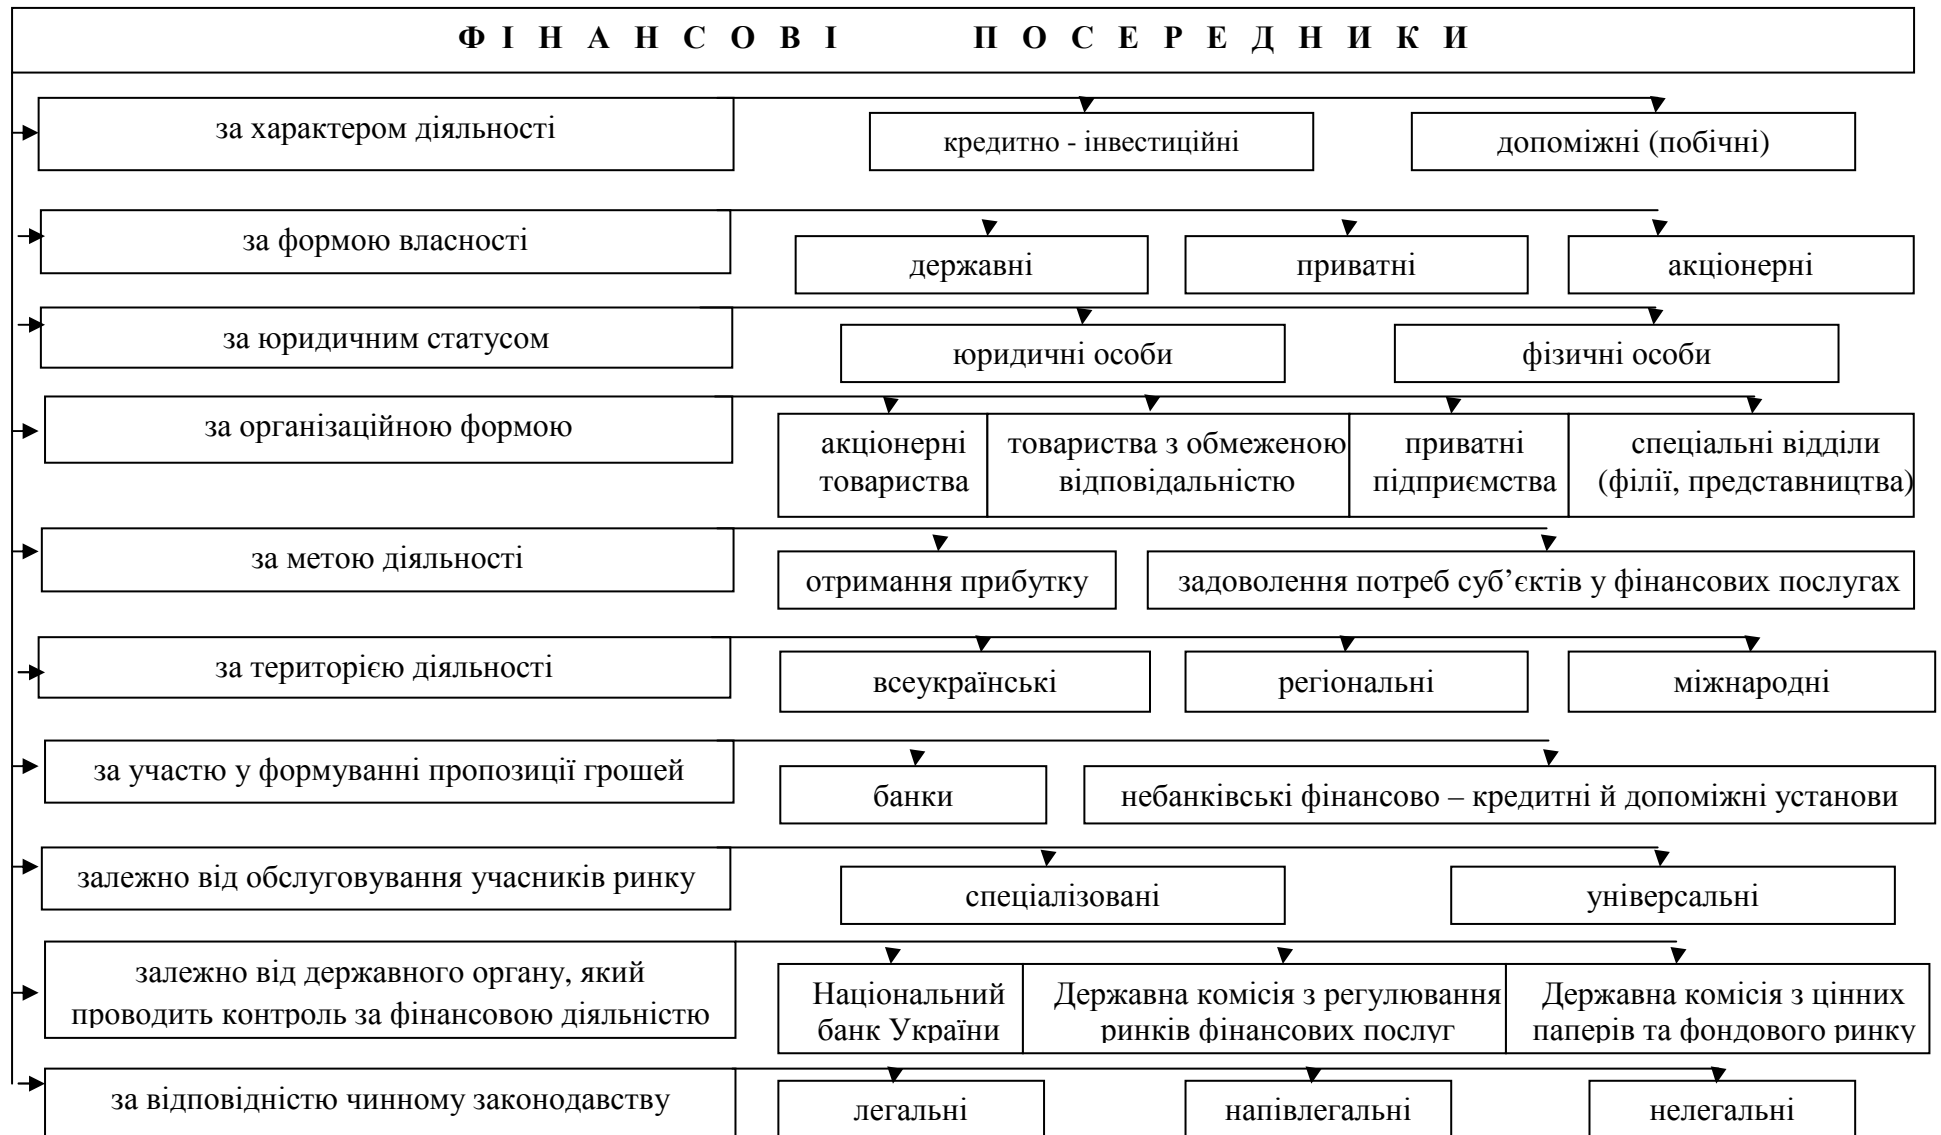 ФІНАНСОВІ ПОСЕРЕДНИКИ
за характером діяльності
кредитно - інвестиційні
допоміжні (побічні)
за формою власності
державні
приватні
акціонерні
за юридичним статусом
юридичні особи
фізичні особи
за організаційною формою
акціонерні
товариства
товариства з обмеженою
відповідальністю
приватні
підприємства
спеціальні відділи
(філії, представництва)
за метою діяльності
отримання прибутку
задоволення потреб суб’єктів у фінансових послугах
за територією діяльності
всеукраїнські
регіональні
міжнародні
за участю у формуванні пропозиції грошей
банки
небанківські фінансово – кредитні й допоміжні установи
залежно від обслуговування учасників ринку
спеціалізовані
універсальні
залежно від державного органу, який
проводить контроль за фінансовою діяльністю
Національний
банк України
Державна комісія з регулювання
ринків фінансових послуг
Державна комісія з цінних
паперів та фондового ринку
за відповідністю чинному законодавству
легальні
напівлегальні
нелегальні